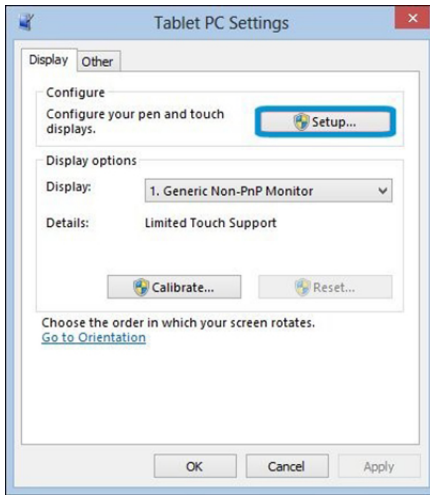 Tablet PC Settings
Display Other
Configure
Configure your pen and touch
displays.
Setup...
Display options
Display: 1. Generic Non-PnP Monitor
Details: Limited Touch Support
Calibrate... Reset...
Choose the order in which your screen rotates.
Go to Orientation
OK Cancel Apply